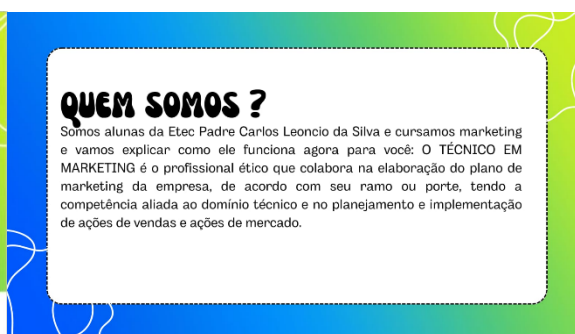 QUEM SOMOS ?
Somos alunas da Etec Padre Carlos Leoncio da Silva e cursamos marketing
e vamos explicar como ele funciona agora para você: O TÉCNICO EM
MARKETING é o profissional ético que colabora na elaboração do plano de
marketing da empresa, de acordo com seu ramo ou porte, tendo a
competência aliada ao domínio técnico e no planejamento e implementação
de ações de vendas e ações de mercado.